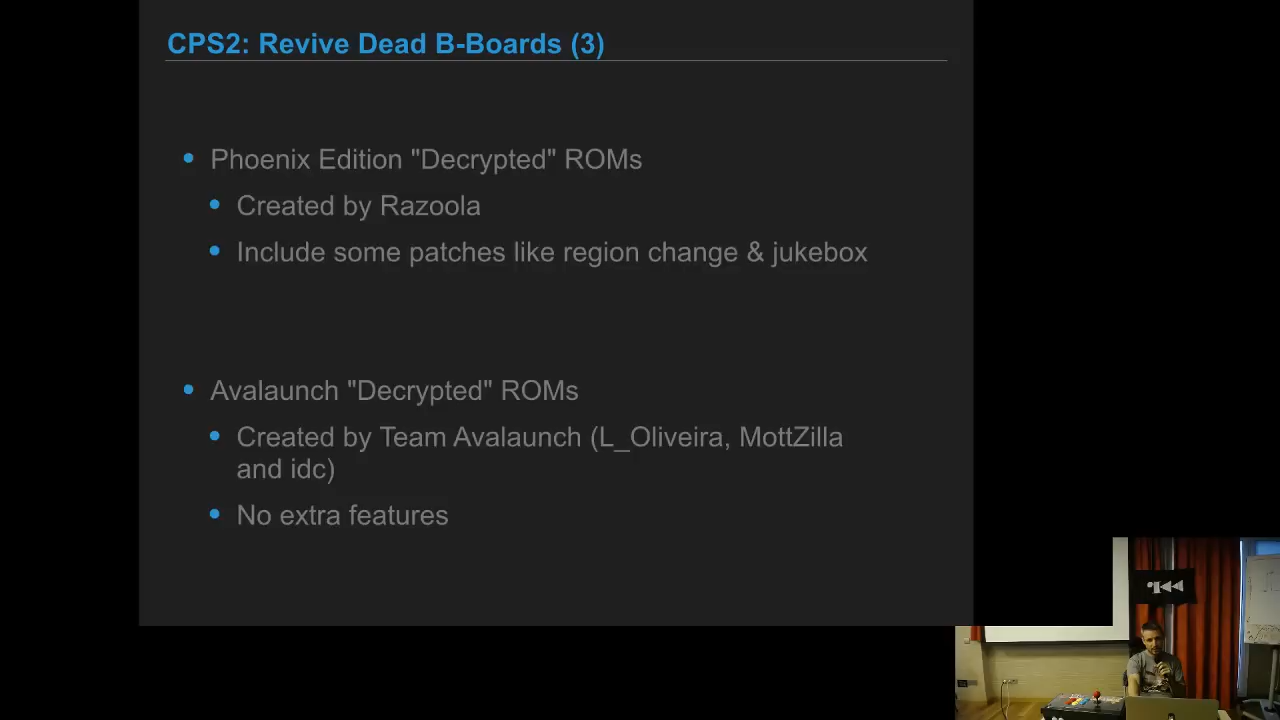 CPS2: Revive Dead B-Boards (3)
Phoenix Edition "Decrypted" ROMs
Created by Razoola
Include some patches like region change & jukebox
Avalaunch "Decrypted" ROMs
Created by Team Avalaunch (L_Oliveira, MottZilla
and idc)
No extra features